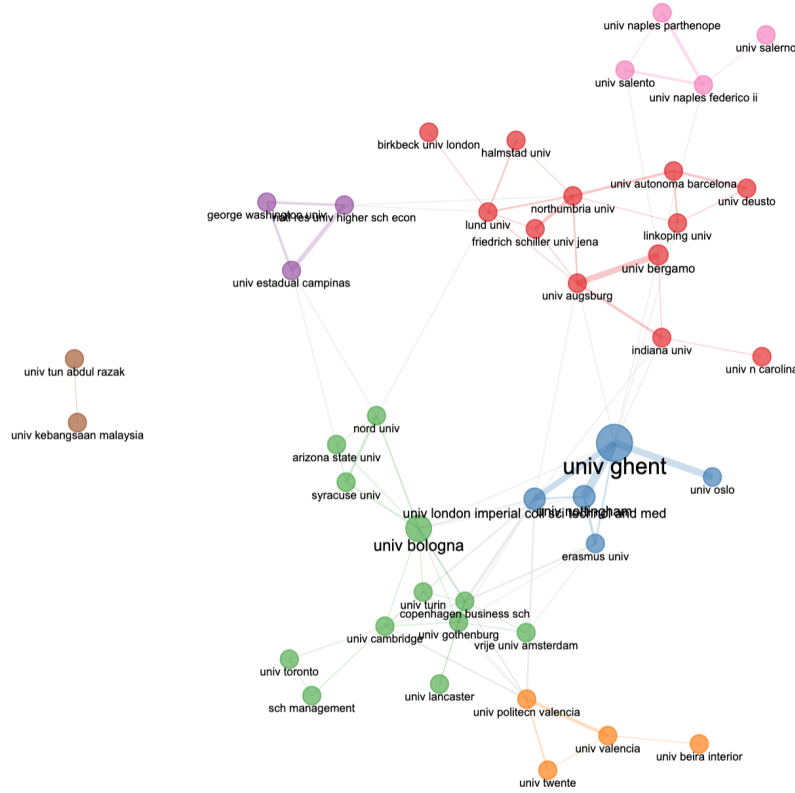 univ naples parthenope
univ salerno
univ salento
univ naples federico ii
birkbeck univ london
halmstad univ
univ autonoma barcelona
univ deusto
george washington univ
natl res univ higher sch econ
northumbria univ
lund univ
linkoping univ
friedrich schiller univ jena
univ bergamo
univ estadual campinas
univ augsburg
indiana univ
univ n carolina
univ tun abdul razak
nord univ
univ kebangsaan malaysia
arizona state univ
univ ghent
univ oslo
syracuse univ
univ london imperial coll sci technol and med
univ nottingham
univ bologna
erasmus univ
univ turin
copenhagen business sch
univ cambridge
univ gothenburg
vrije univ amsterdam
univ toronto
univ lancaster
sch management
univ politecn valencia
univ valencia
univ beira interior
univ twente